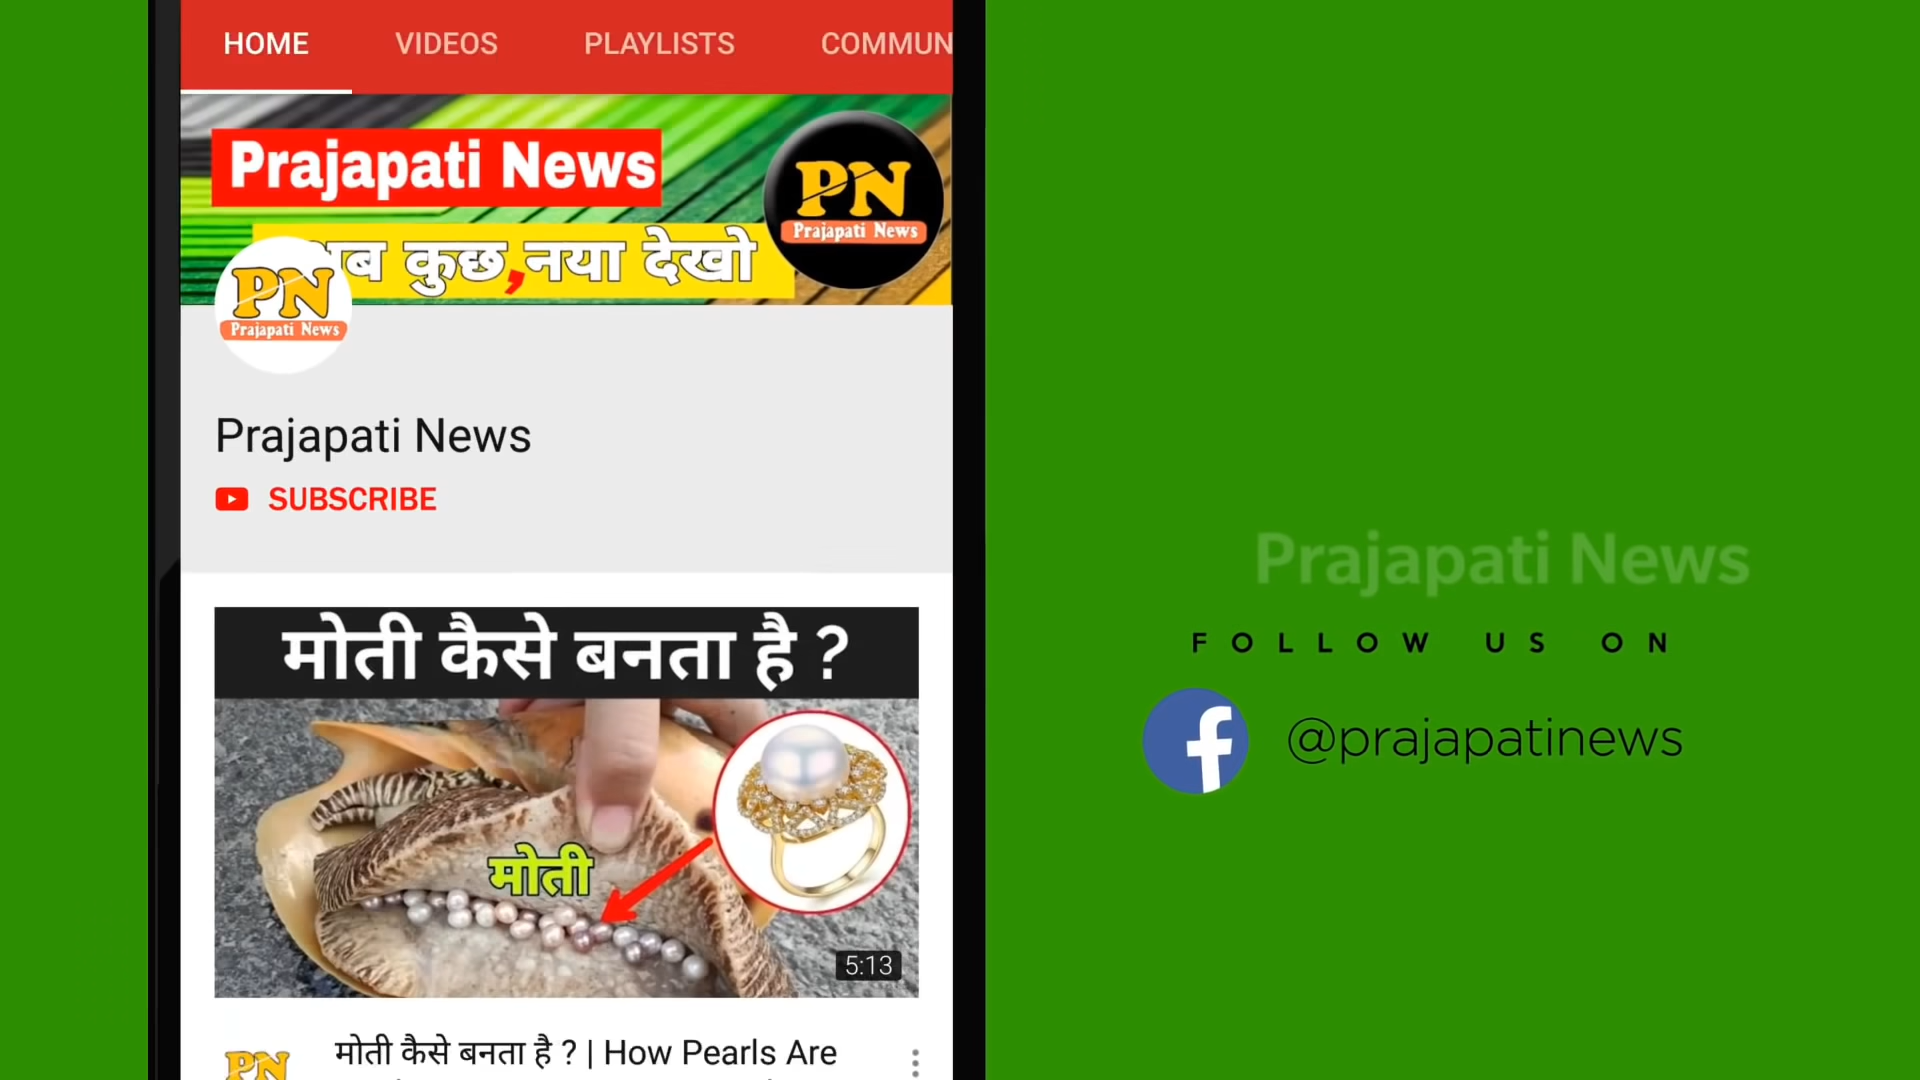 HOME VIDEOS PLAYLISTS COMMUN
Prajapati News
PN
Prajapati News
कुछ,नया देखो
PN
Prajapati News
Prajapati News
SUBSCRIBE
मोती कैसे बनता है ?
मोती
5:13
PN
मोती कैसे बनता है ? | How Pearls Are
Prajapati News
FOLLOW US ON
@prajapatinews